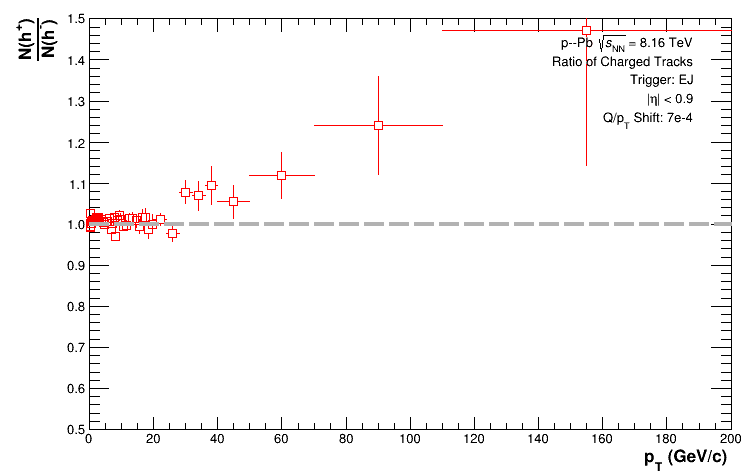 N(h⁺)
N(h⁻)
1.5
1.4
1.3
1.2
1.1
1.0
0.9
0.8
0.7
0.6
0.5
p--Pb √s_NN = 8.16 TeV
Ratio of Charged Tracks
Trigger: EJ
|η| < 0.9
Q/p_T Shift: 7e-4
0 20 40 60 80 100 120 140 160 180 200
p_T (GeV/c)